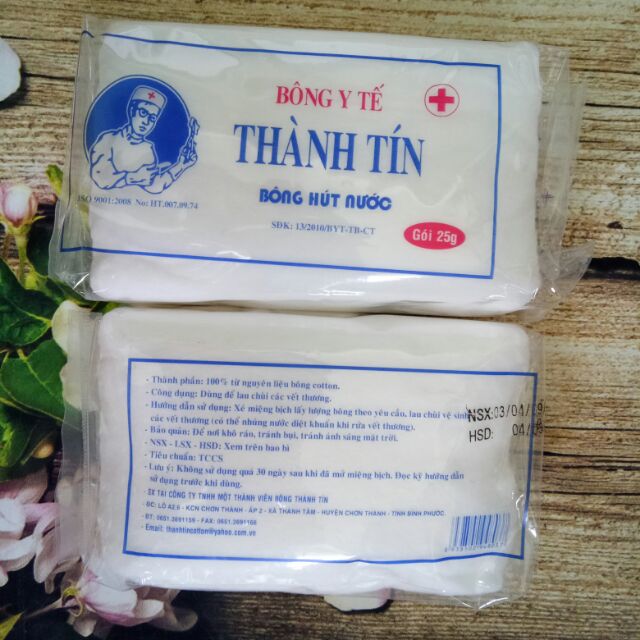 BÔNG Y TẾ
THÀNH TÍN
BÔNG HÚT NƯỚC
ISO 9001:2008 No: HT.007.09.74
SĐK: 13/2010/BYT-TB-CT
Gói 25g
- Thành phần: 100% từ nguyên liệu bông cotton.
- Công dụng: Dùng để lau chùi các vết thương.
- Hướng dẫn sử dụng: Xé miệng bịch lấy lượng bông theo yêu cầu, lau chùi vệ sinh
các vết thương (có thể nhúng nước diệt khuẩn khi rửa vết thương).
- Bảo quản: Để nơi khô ráo, tránh bụi, tránh ánh sáng mặt trời.
- NSX - LSX - HSD: Xem trên bao bì
- Tiêu chuẩn: TCCS
- Lưu ý: Không sử dụng quá 30 ngày sau khi đã mở miệng bịch. Đọc kỹ hướng dẫn
sử dụng trước khi dùng.
SX TẠI CÔNG TY TNHH MỘT THÀNH VIÊN BÔNG THÀNH TÍN
ĐC: LÔ A2.6 - KCN CHƠN THÀNH - ẤP 2 - XÃ THÀNH TÂM - HUYỆN CHƠN THÀNH - TỈNH BÌNH PHƯỚC.
ĐT: 0651.3691159 - FAX: 0651.3691168
- Email: thanhtincotton@yahoo.com.vn
NSX:03/04/
HSD: 04/